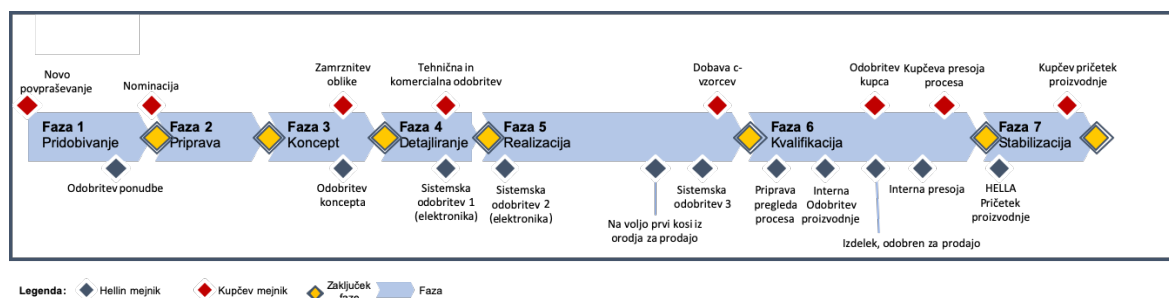 Novo
povpraševanje
Nominacija
Zamrznitev
oblike
Tehnična in
komercialna odobritev
Dobava c-
vzorcev
Odobritev
kupca
Kupčeva presoja
procesa
Kupčev pričetek
proizvodnje
Faza 1
Pridobivanje
Faza 2
Priprava
Faza 3
Koncept
Faza 4
Detajliranje
Faza 5
Realizacija
Faza 6
Kvalifikacija
Faza 7
Stabilizacija
Odobritev ponudbe
Odobritev
koncepta
Sistemska
odobritev 1
(elektronika)
Sistemska
odobritev 2
(elektronika)
Na voljo prvi kosi iz
orodja za prodajo
Sistemska
odobritev 3
Priprava
pregleda
procesa
Interna
Odobritev
proizvodnje
Izdelek, odobren za prodajo
Interna presoja
HELLA
Pričetek
proizvodnje
Legenda:
Hellin mejnik
Kupčev mejnik
Zaključek
faze
Faza